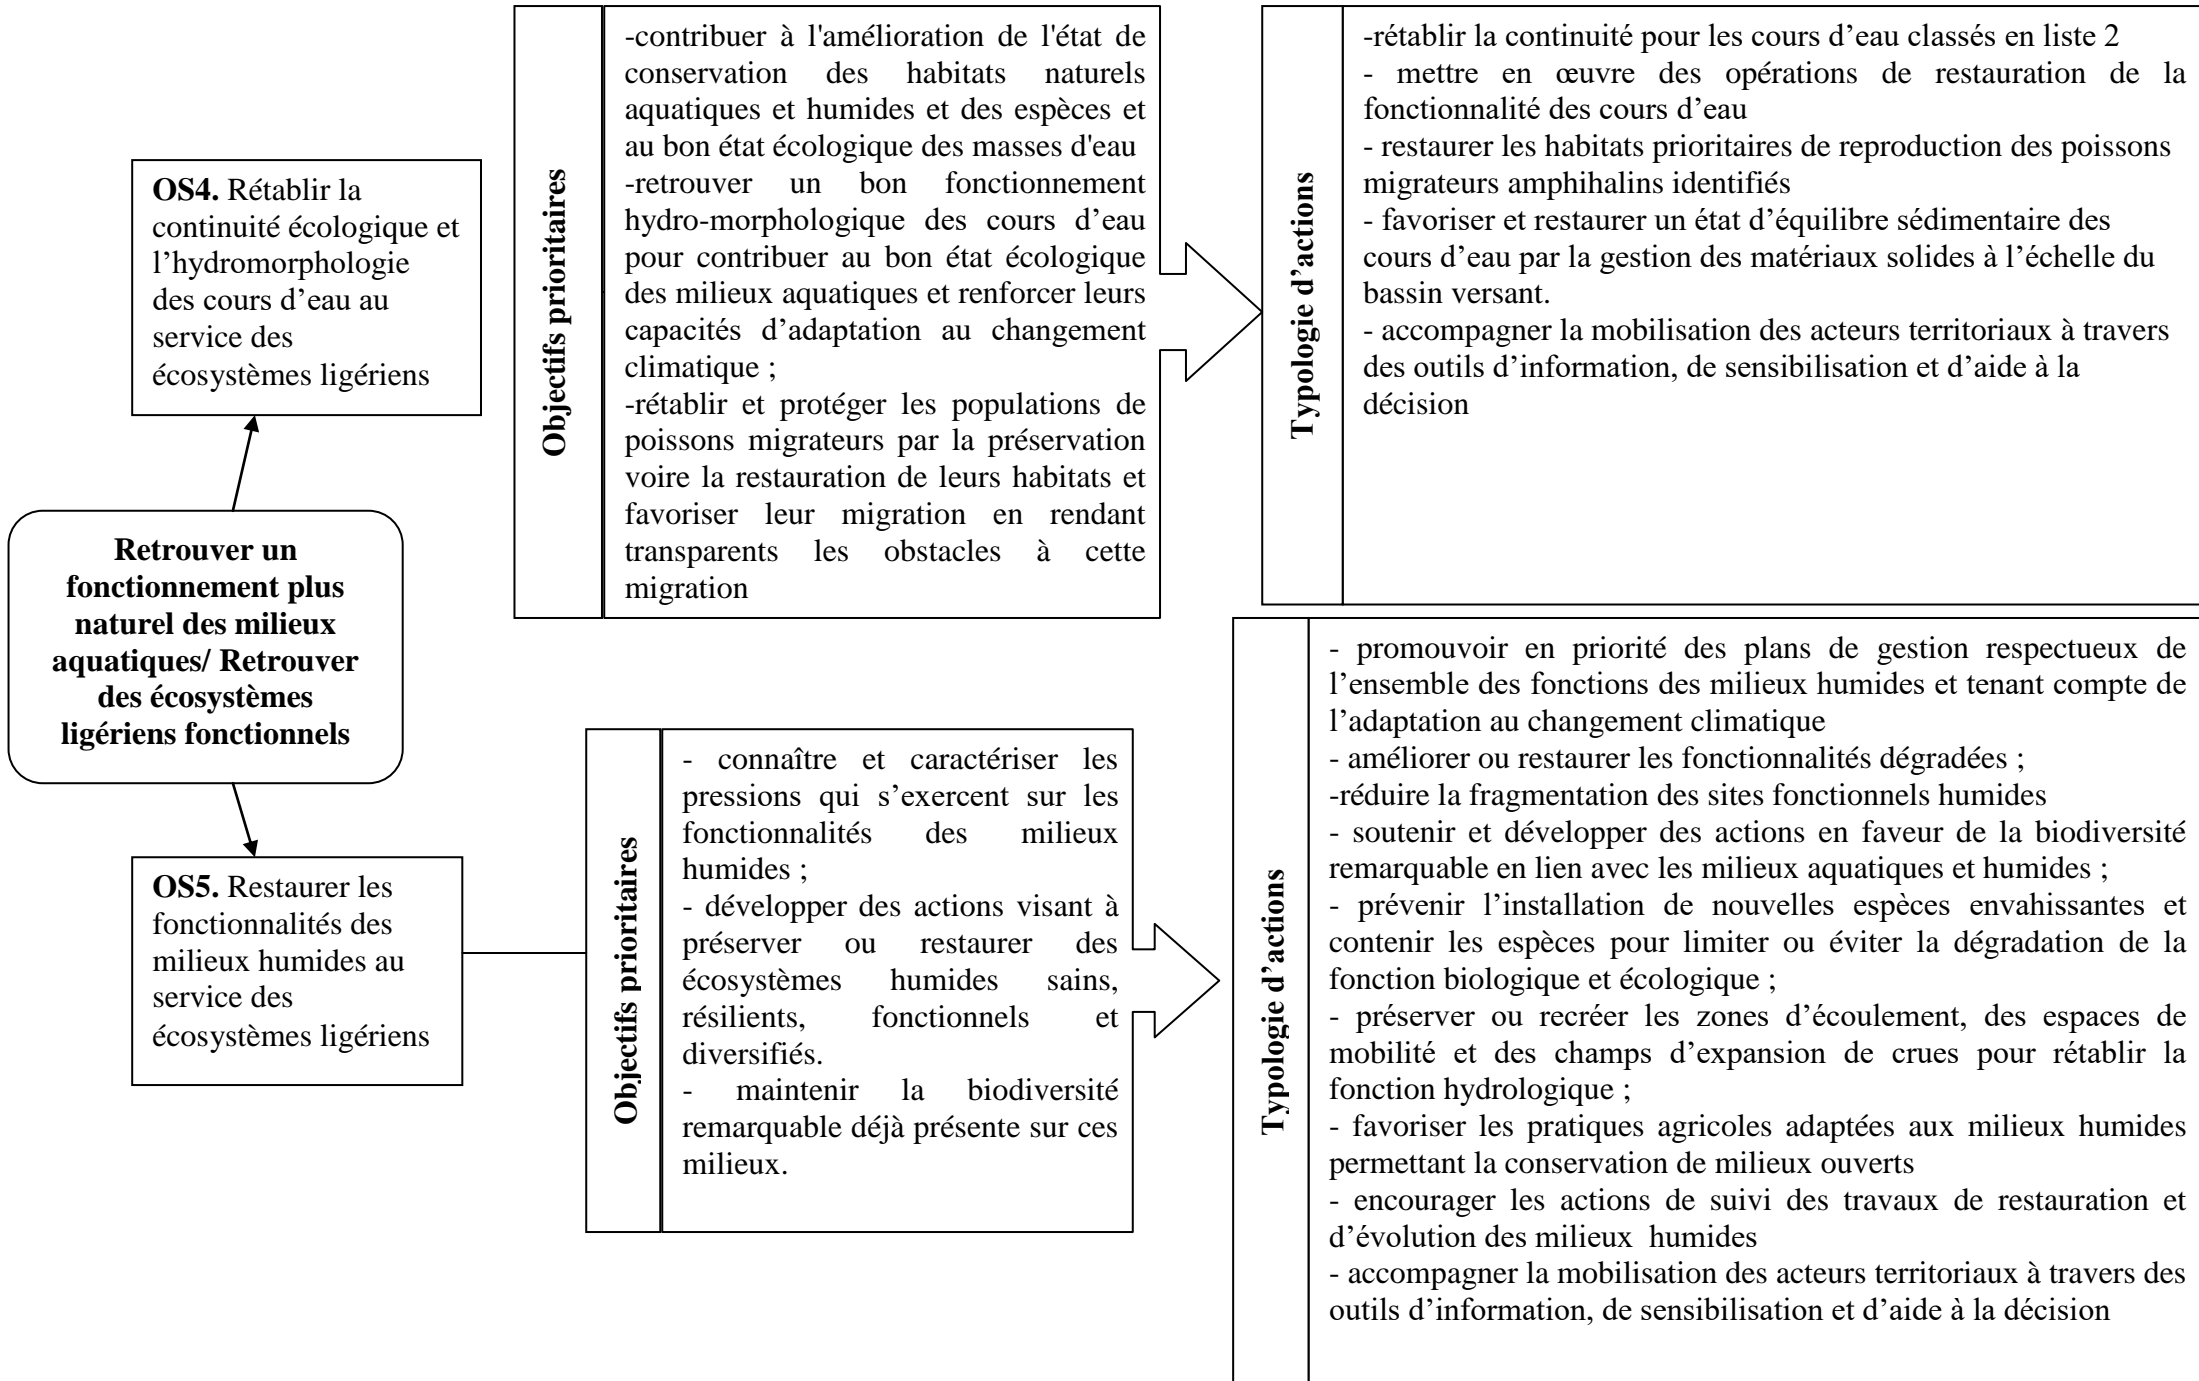 Retrouver un
fonctionnement plus
naturel des milieux
aquatiques/ Retrouver
des écosystèmes
ligériens fonctionnels
OS4. Rétablir la
continuité écologique et
l’hydromorphologie
des cours d’eau au
service des
écosystèmes ligériens
Objectifs prioritaires
-contribuer à l'amélioration de l'état de
conservation des habitats naturels
aquatiques et humides et des espèces et
au bon état écologique des masses d'eau
-retrouver un bon fonctionnement
hydro-morphologique des cours d’eau
pour contribuer au bon état écologique
des milieux aquatiques et renforcer leurs
capacités d’adaptation au changement
climatique ;
-rétablir et protéger les populations de
poissons migrateurs par la préservation
voire la restauration de leurs habitats et
favoriser leur migration en rendant
transparents les obstacles à cette
migration
Typologie d’actions
-rétablir la continuité pour les cours d’eau classés en liste 2
- mettre en œuvre des opérations de restauration de la
fonctionnalité des cours d’eau
- restaurer les habitats prioritaires de reproduction des poissons
migrateurs amphihalins identifiés
- favoriser et restaurer un état d’équilibre sédimentaire des
cours d’eau par la gestion des matériaux solides à l’échelle du
bassin versant.
- accompagner la mobilisation des acteurs territoriaux à travers
des outils d’information, de sensibilisation et d’aide à la
décision
OS5. Restaurer les
fonctionnalités des
milieux humides au
service des
écosystèmes ligériens
Objectifs prioritaires
- connaître et caractériser les
pressions qui s’exercent sur les
fonctionnalités des milieux
humides ;
- développer des actions visant à
préserver ou restaurer des
écosystèmes humides sains,
résilients, fonctionnels et
diversifiés.
- maintenir la biodiversité
remarquable déjà présente sur ces
milieux.
Typologie d’actions
- promouvoir en priorité des plans de gestion respectueux de
l’ensemble des fonctions des milieux humides et tenant compte de
l’adaptation au changement climatique
- améliorer ou restaurer les fonctionnalités dégradées ;
-réduire la fragmentation des sites fonctionnels humides
- soutenir et développer des actions en faveur de la biodiversité
remarquable en lien avec les milieux aquatiques et humides ;
- prévenir l’installation de nouvelles espèces envahissantes et
contenir les espèces pour limiter ou éviter la dégradation de la
fonction biologique et écologique ;
- préserver ou recréer les zones d’écoulement, des espaces de
mobilité et des champs d’expansion de crues pour rétablir la
fonction hydrologique ;
- favoriser les pratiques agricoles adaptées aux milieux humides
permettant la conservation de milieux ouverts
- encourager les actions de suivi des travaux de restauration et
d’évolution des milieux humides
- accompagner la mobilisation des acteurs territoriaux à travers des
outils d’information, de sensibilisation et d’aide à la décision